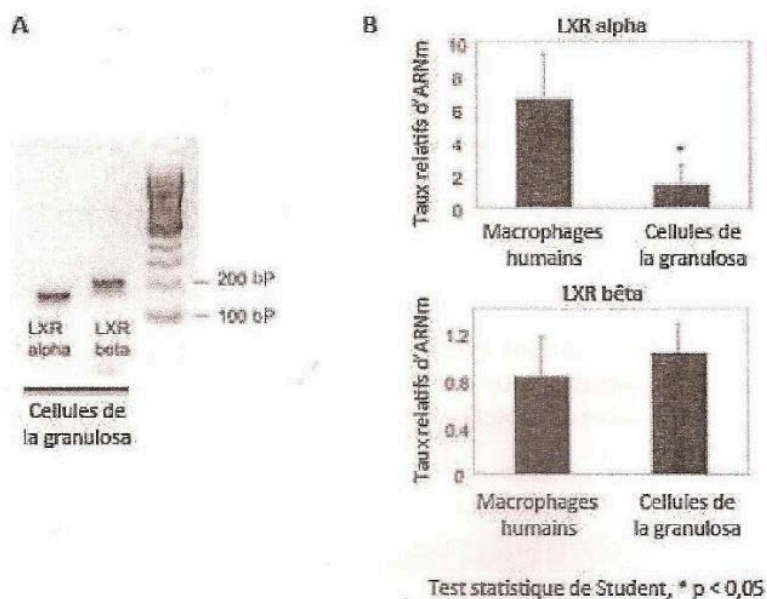 A
200 bP
100 bP
LXR
alpha
LXR
beta
Cellules de
la granulosa
B
LXR alpha
Taux relatifs d'ARNm
10
8
6
4
2
0
*
Macrophages
humains
Cellules de
la granulosa
LXR bêta
Taux relatifs d'ARNm
1.2
0.8
0.4
0
Macrophages
humains
Cellules de
la granulosa
Test statistique de Student, * p < 0,05